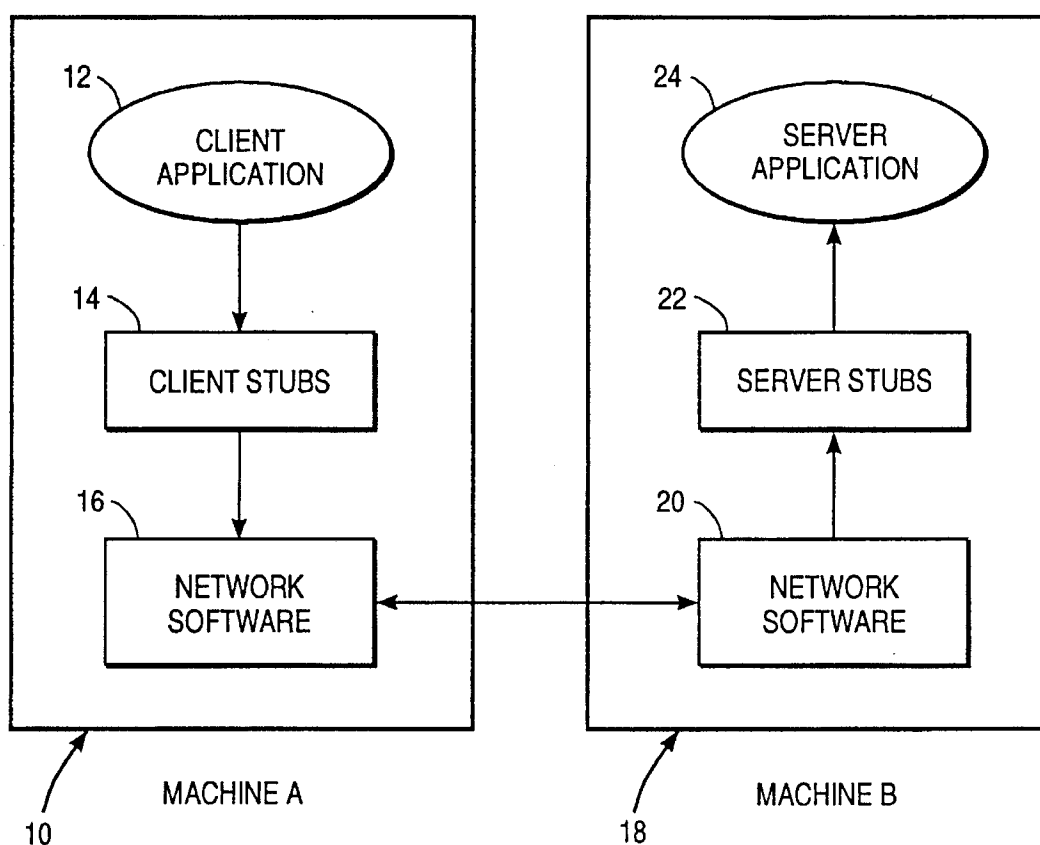 12
CLIENT
APPLICATION
14
CLIENT STUBS
16
NETWORK
SOFTWARE
10
MACHINE A
24
SERVER
APPLICATION
22
SERVER STUBS
20
NETWORK
SOFTWARE
18
MACHINE B